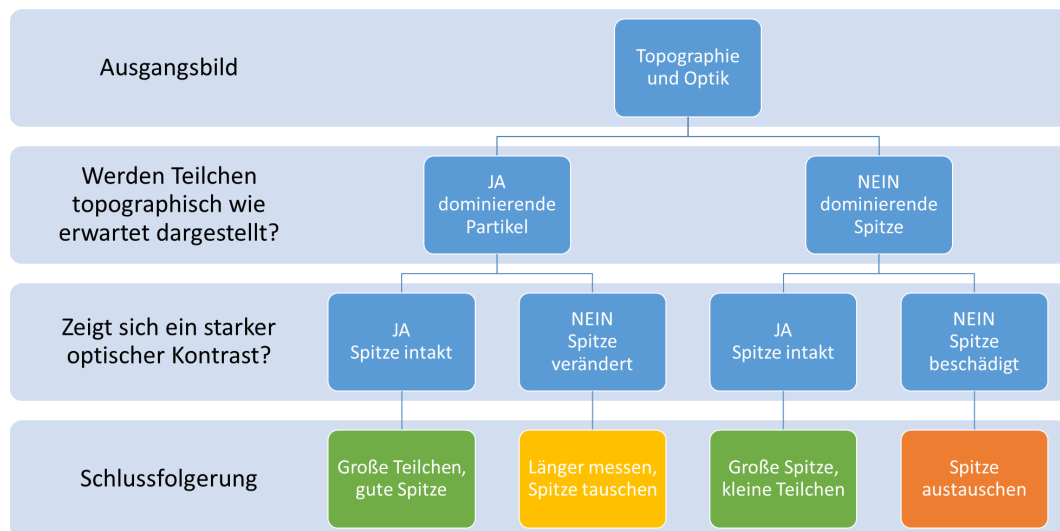 Ausgangsbild
Topographie
und Optik
Werden Teilchen
topographisch wie
erwartet dargestellt?
JA
dominierende
Partikel
NEIN
dominierende
Spitze
Zeigt sich ein starker
optischer Kontrast?
JA
Spitze intakt
NEIN
Spitze
verändert
JA
Spitze intakt
NEIN
Spitze
beschädigt
Schlussfolgerung
Große Teilchen,
gute Spitze
Länger messen,
Spitze tauschen
Große Spitze,
kleine Teilchen
Spitze
austauschen